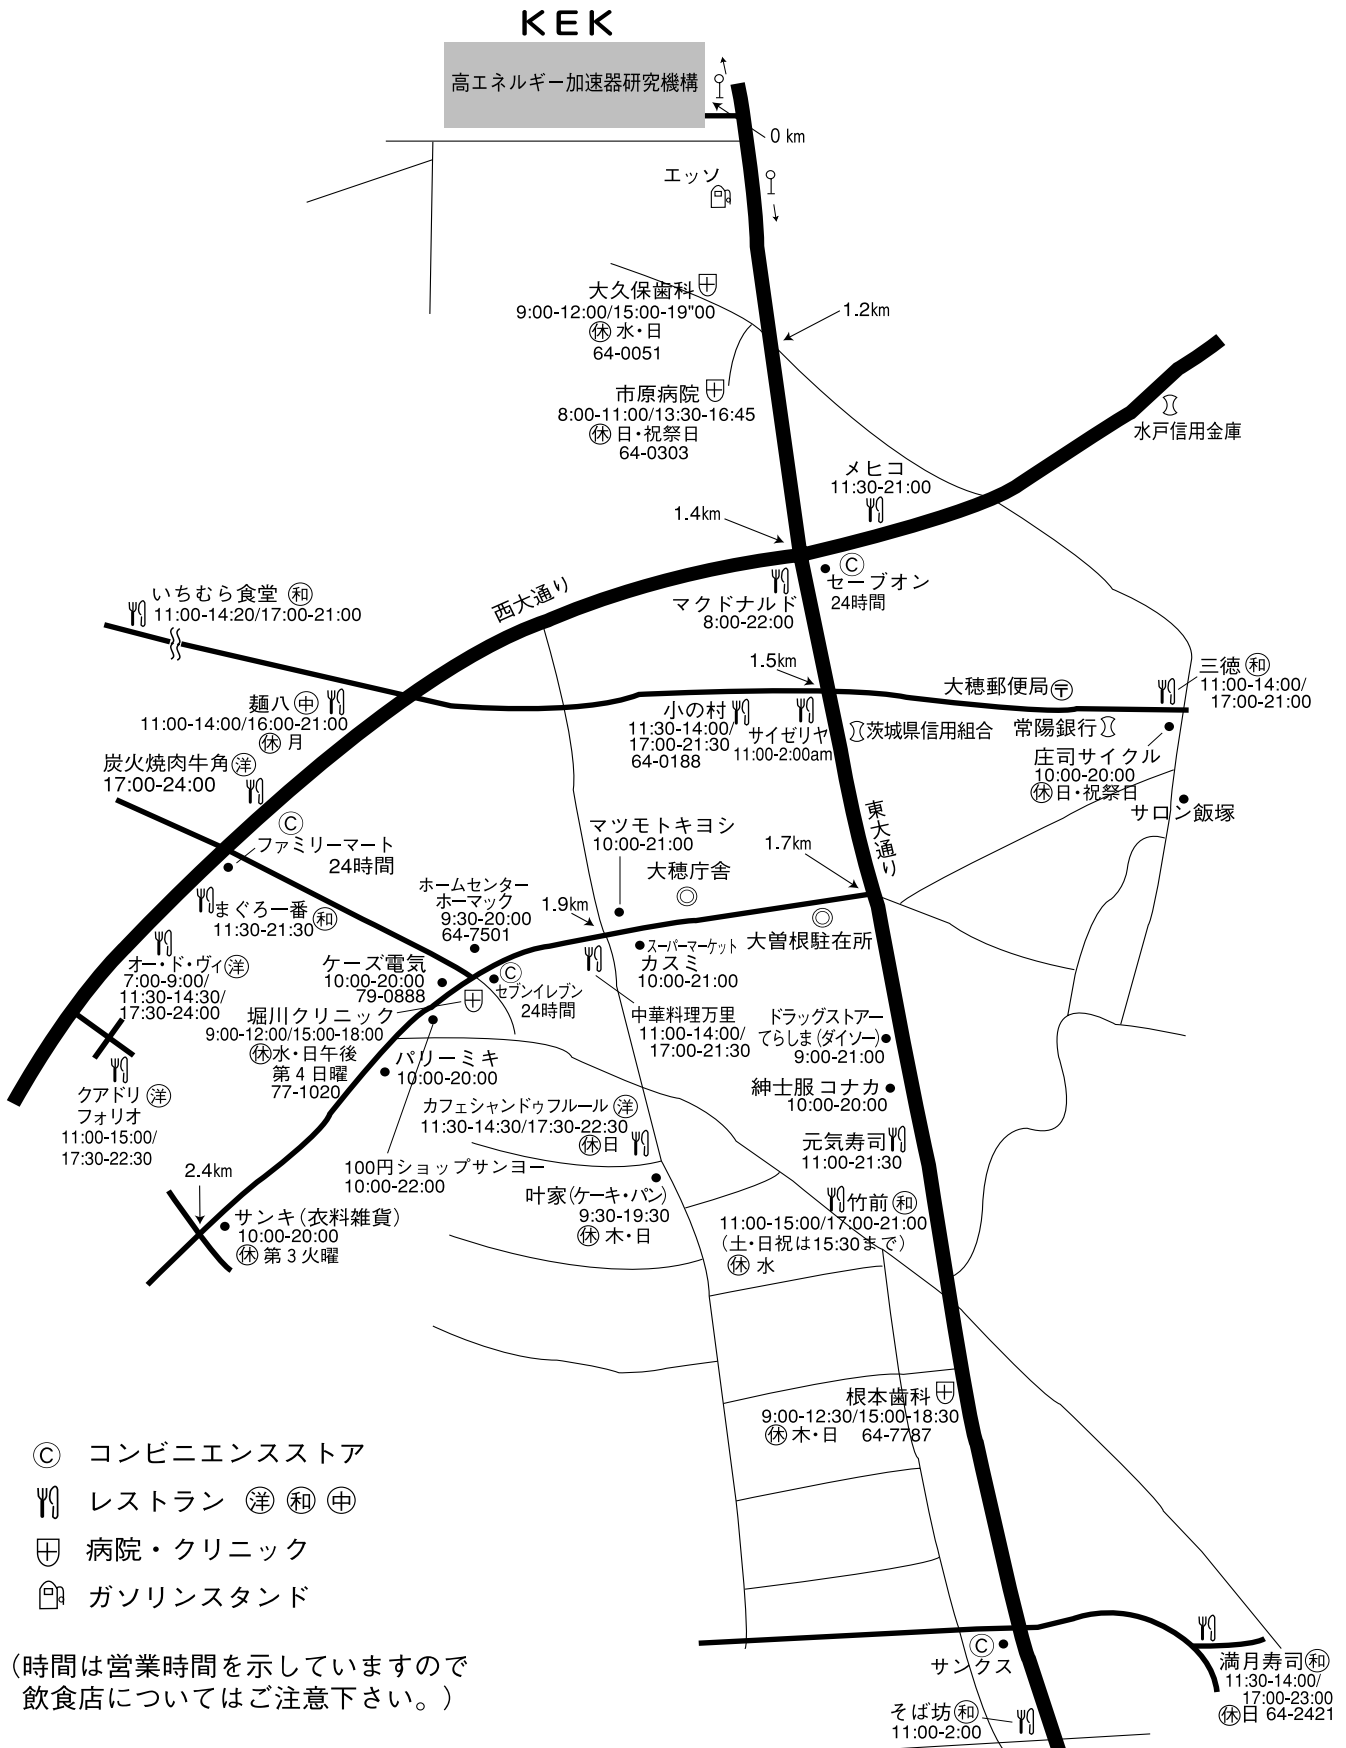 KEK
高エネルギー加速器研究機構
0 km
エッソ
大久保歯科
9:00-12:00/15:00-19"00
休 水・日
64-0051
1.2km
市原病院
8:00-11:00/13:30-16:45
休 日・祝祭日
64-0303
水戸信用金庫
メヒコ
11:30-21:00
1.4km
C
セーブオン
24時間
マクドナルド
8:00-22:00
西大通り
いちむら食堂 和
11:00-14:20/17:00-21:00
1.5km
大穂郵便局〒
三徳 和
11:00-14:00/
17:00-21:00
麺八 中
11:00-14:00/16:00-21:00
休 月
小の村
11:30-14:00/
17:00-21:30
64-0188
サイゼリヤ
11:00-2:00am
茨城県信用組合
常陽銀行
庄司サイクル
10:00-20:00
休日・祝祭日
サロン飯塚
炭火焼肉牛角 洋
17:00-24:00
C
ファミリーマート
24時間
東大通り
マツモトキヨシ
10:00-21:00
1.7km
大穂庁舎
まぐろ一番 和
11:30-21:30
ホームセンター
ホーマック
9:30-20:00
64-7501
1.9km
大曽根駐在所
スーパーマーケット
カスミ
10:00-21:00
オー・ド・ヴィ 洋
7:00-9:00/
11:30-14:30/
17:30-24:00
ケーズ電気
10:00-20:00
79-0888
C
セブンイレブン
24時間
堀川クリニック
9:00-12:00/15:00-18:00
休水・日午後
第4日曜
77-1020
中華料理万里
11:00-14:00/
17:00-21:30
ドラッグストアー
てらしま(ダイソー)
9:00-21:00
パリーミキ
10:00-20:00
紳士服 コナカ
10:00-20:00
クアドリ 洋
フォリオ
11:00-15:00/
17:30-22:30
カフェシャンドゥフルール 洋
11:30-14:30/17:30-22:30
休日
元気寿司
11:00-21:30
2.4km
100円ショップサンヨー
10:00-22:00
叶家(ケーキ・パン)
9:30-19:30
休 木・日
竹前 和
11:00-15:00/17:00-21:00
(土・日祝は15:30まで)
休 水
サンキ(衣料雑貨)
10:00-20:00
休 第3火曜
根本歯科
9:00-12:30/15:00-18:30
休 木・日 64-7787
C コンビニエンスストア
レストラン 洋 和 中
病院・クリニック
ガソリンスタンド
C
サンクス
満月寿司 和
11:30-14:00/
17:00-23:00
休日 64-2421
(時間は営業時間を示していますので
飲食店についてはご注意下さい。)
そば坊 和
11:00-2:00